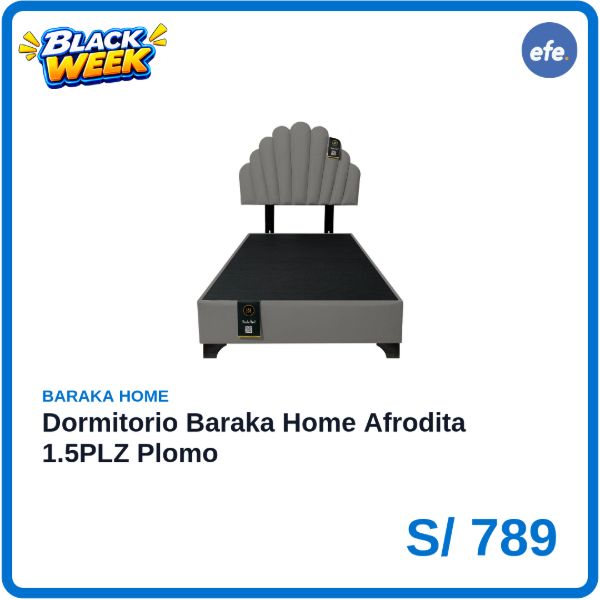 BLACK
WEEK
efe.
BARAKA HOME
Dormitorio Baraka Home Afrodita
1.5PLZ Plomo
S/ 789